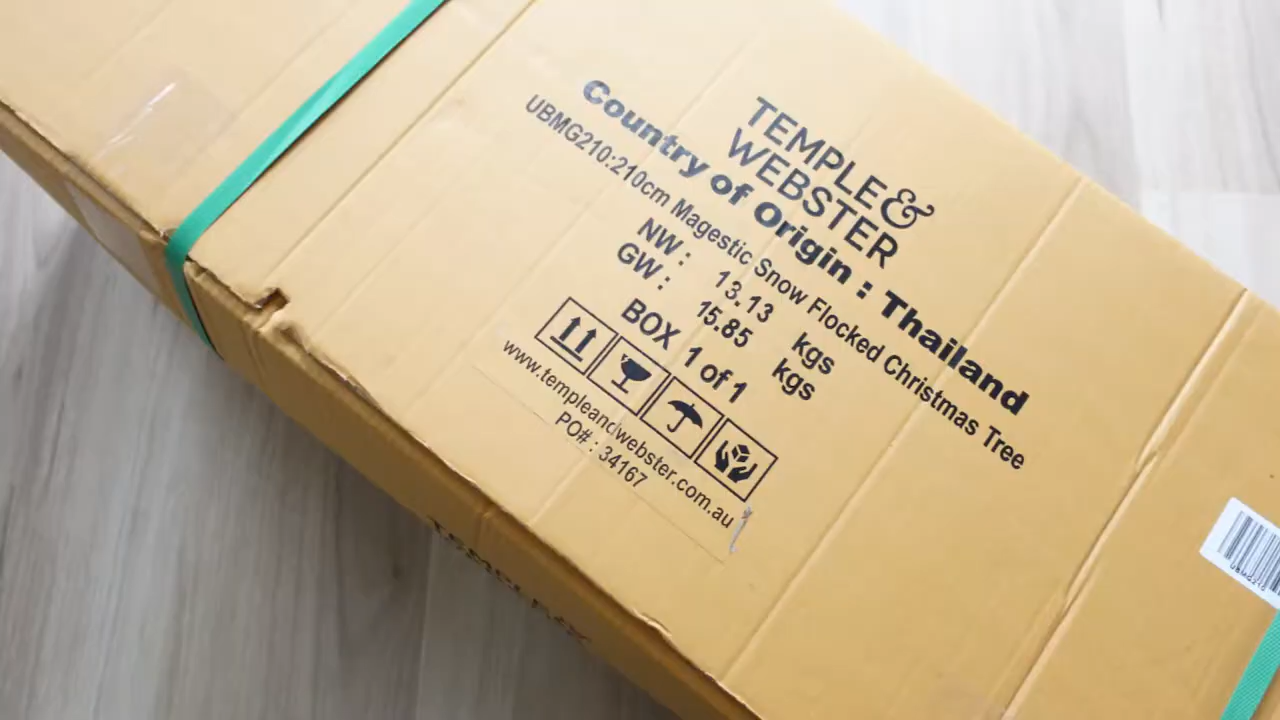 TEMPLE &
WEBSTER
Country of Origin : Thailand
UBMG210:210cm Magestic Snow Flocked Christmas Tree
NW : 13.13 kgs
GW : 15.85 kgs
BOX 1 of 1
www.templeandwebster.com.au
PO# : 34167
UBMG210